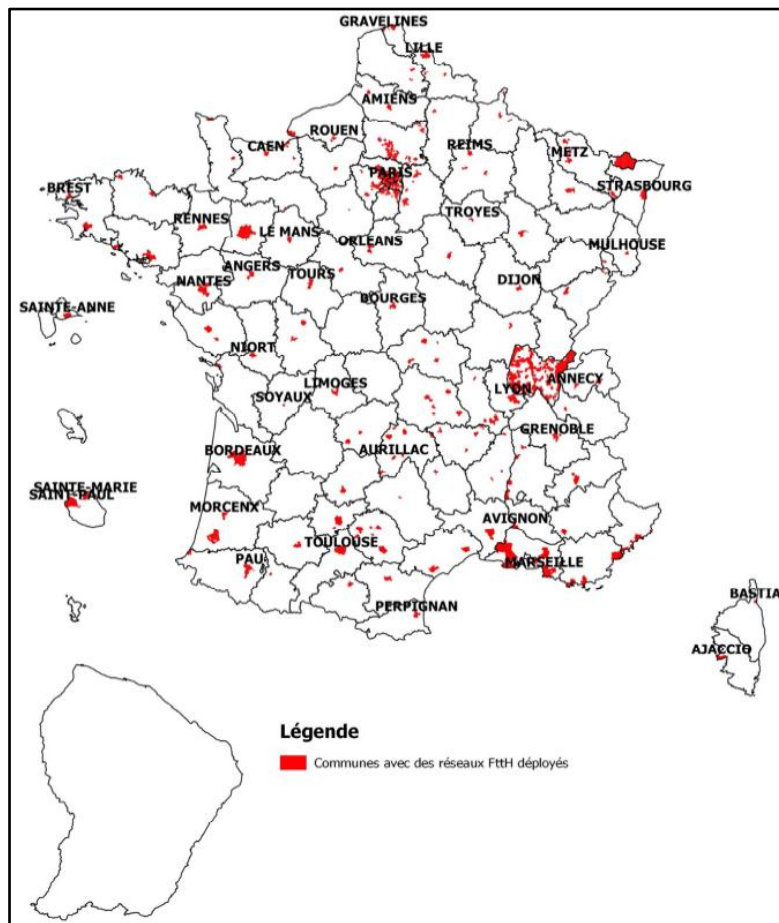 GRAVELINES
LILLE
AMIENS
ROUEN
CAEN
REIMS
METZ
PARIS
STRASBOURG
BREST
RENNES
LE MANS
TROYES
ORLEANS
MULHOUSE
ANGERS
TOURS
NANTES
DIJON
BOURGES
SAINTE-ANNE
NIORT
LIMOGES
ANNECY
LYON
SOYAUX
GRENOBLE
BORDEAUX
AURILLAC
SAINTE-MARIE
SAINT-PAUL
MORCENX
AVIGNON
TOULOUSE
PAU
MARSEILLE
PERPIGNAN
BASTIA
AJACCIO
Légende
Communes avec des réseaux FttH déployés